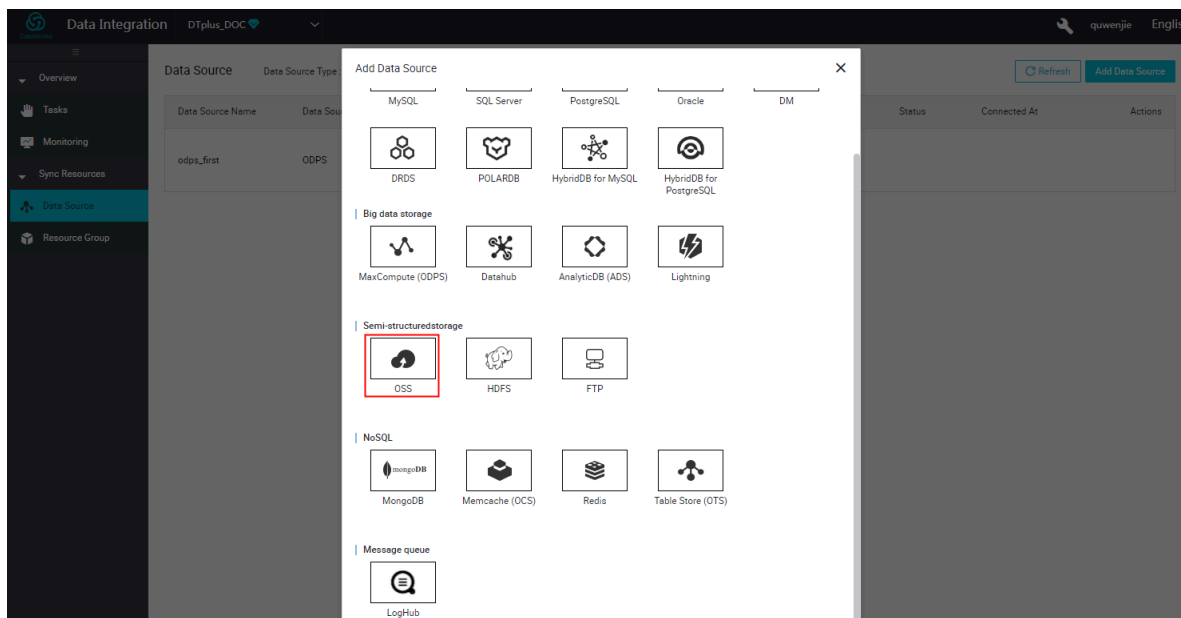 Data Integration DTplus_DOC quwenjie Englis
Overview
Tasks
Monitoring
Sync Resources
Data Source
Resource Group
Data Source Data Source Type: Refresh Add Data Source
Data Source Name Data Sou Status Connected At Actions
odps_first ODPS
Add Data Source
MySQL SQL Server PostgreSQL Oracle DM
DRDS POLARDB HybridDB for MySQL HybridDB for
PostgreSQL
Big data storage
MaxCompute (ODPS) Datahub AnalyticDB (ADS) Lightning
Semi-structuredstorage
OSS HDFS FTP
NoSQL
mongoDB
MongoDB Memcache (OCS) Redis Table Store (OTS)
Message queue
LogHub